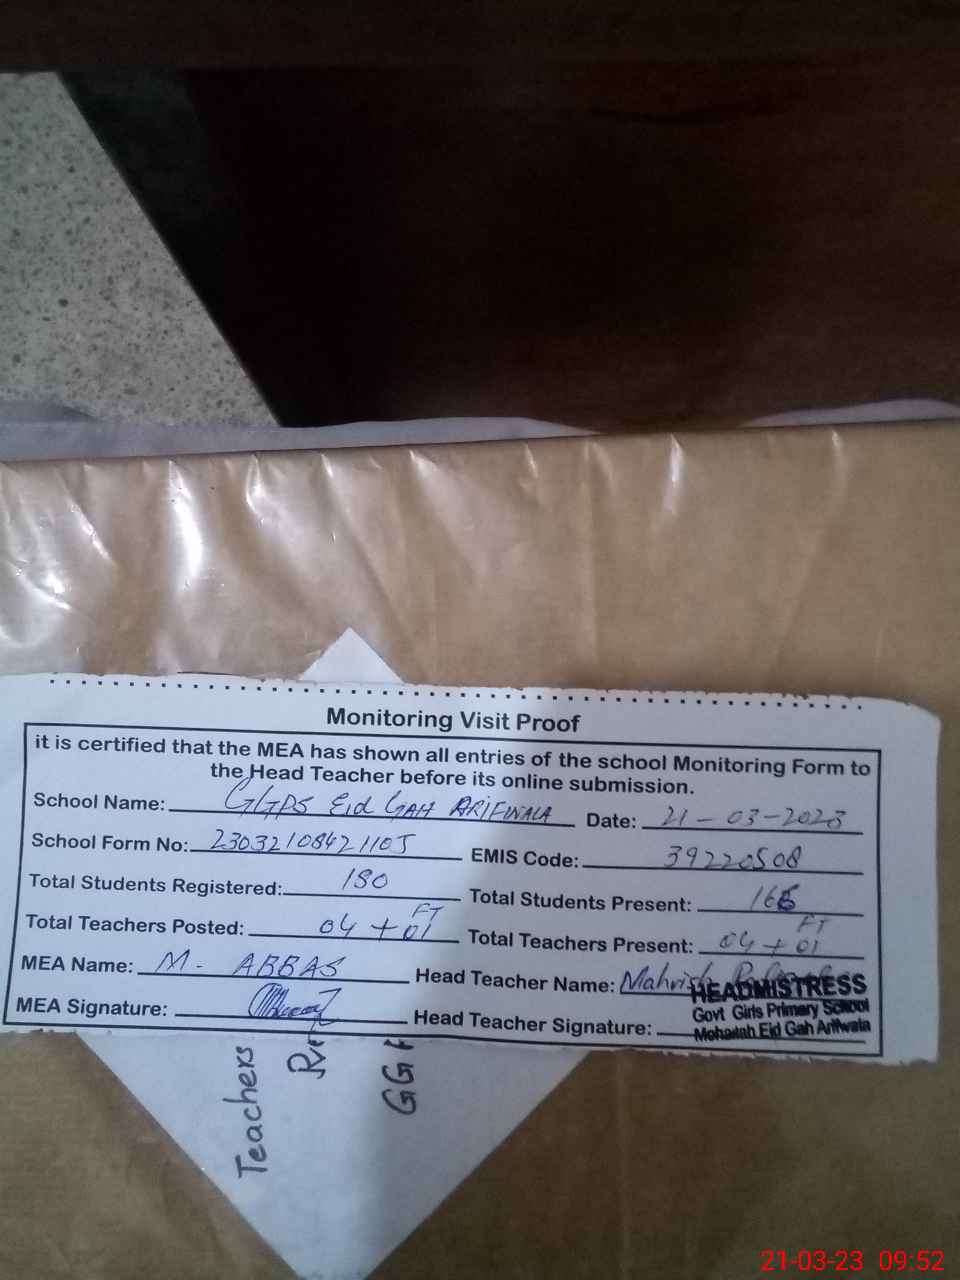 Monitoring Visit Proof
it is certified that the MEA has shown all entries of the school Monitoring Form to
the Head Teacher before its online submission.
School Name: GGPS Eid GAH ARIFWALA Date: 21-03-2023
School Form No: 23032108421105 EMIS Code: 39220508
Total Students Registered: 180 Total Students Present:
Total Teachers Posted: 04 + 01 FT Total Teachers Present: 04 + 01 FT
MEA Name: M. ABBAS Head Teacher Name: Mahrish
MEA Signature: Head Teacher Signature:
HEADMISTRESS
Govt Girls Primary School
Eid Gah Arifwala
Teachers
21-03-23 09:52